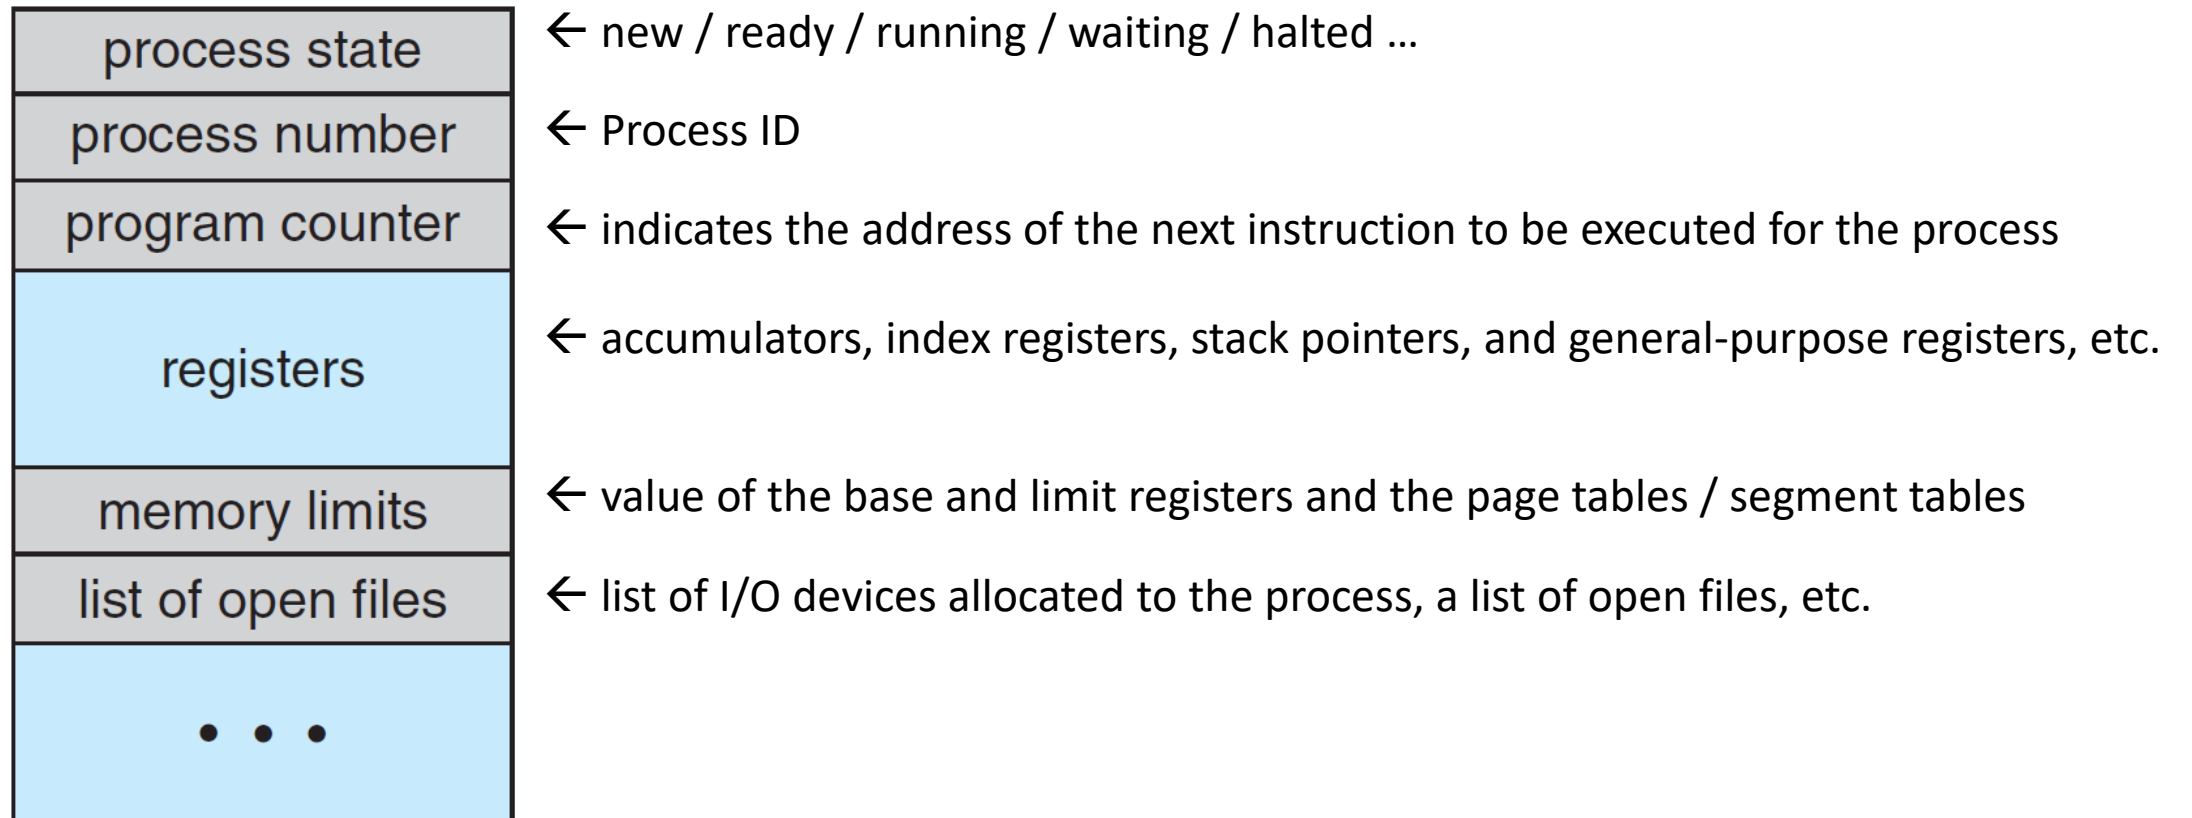 process state
← new / ready / running / waiting / halted …
process number
← Process ID
program counter
← indicates the address of the next instruction to be executed for the process
registers
← accumulators, index registers, stack pointers, and general-purpose registers, etc.
memory limits
← value of the base and limit registers and the page tables / segment tables
list of open files
← list of I/O devices allocated to the process, a list of open files, etc.
• • •